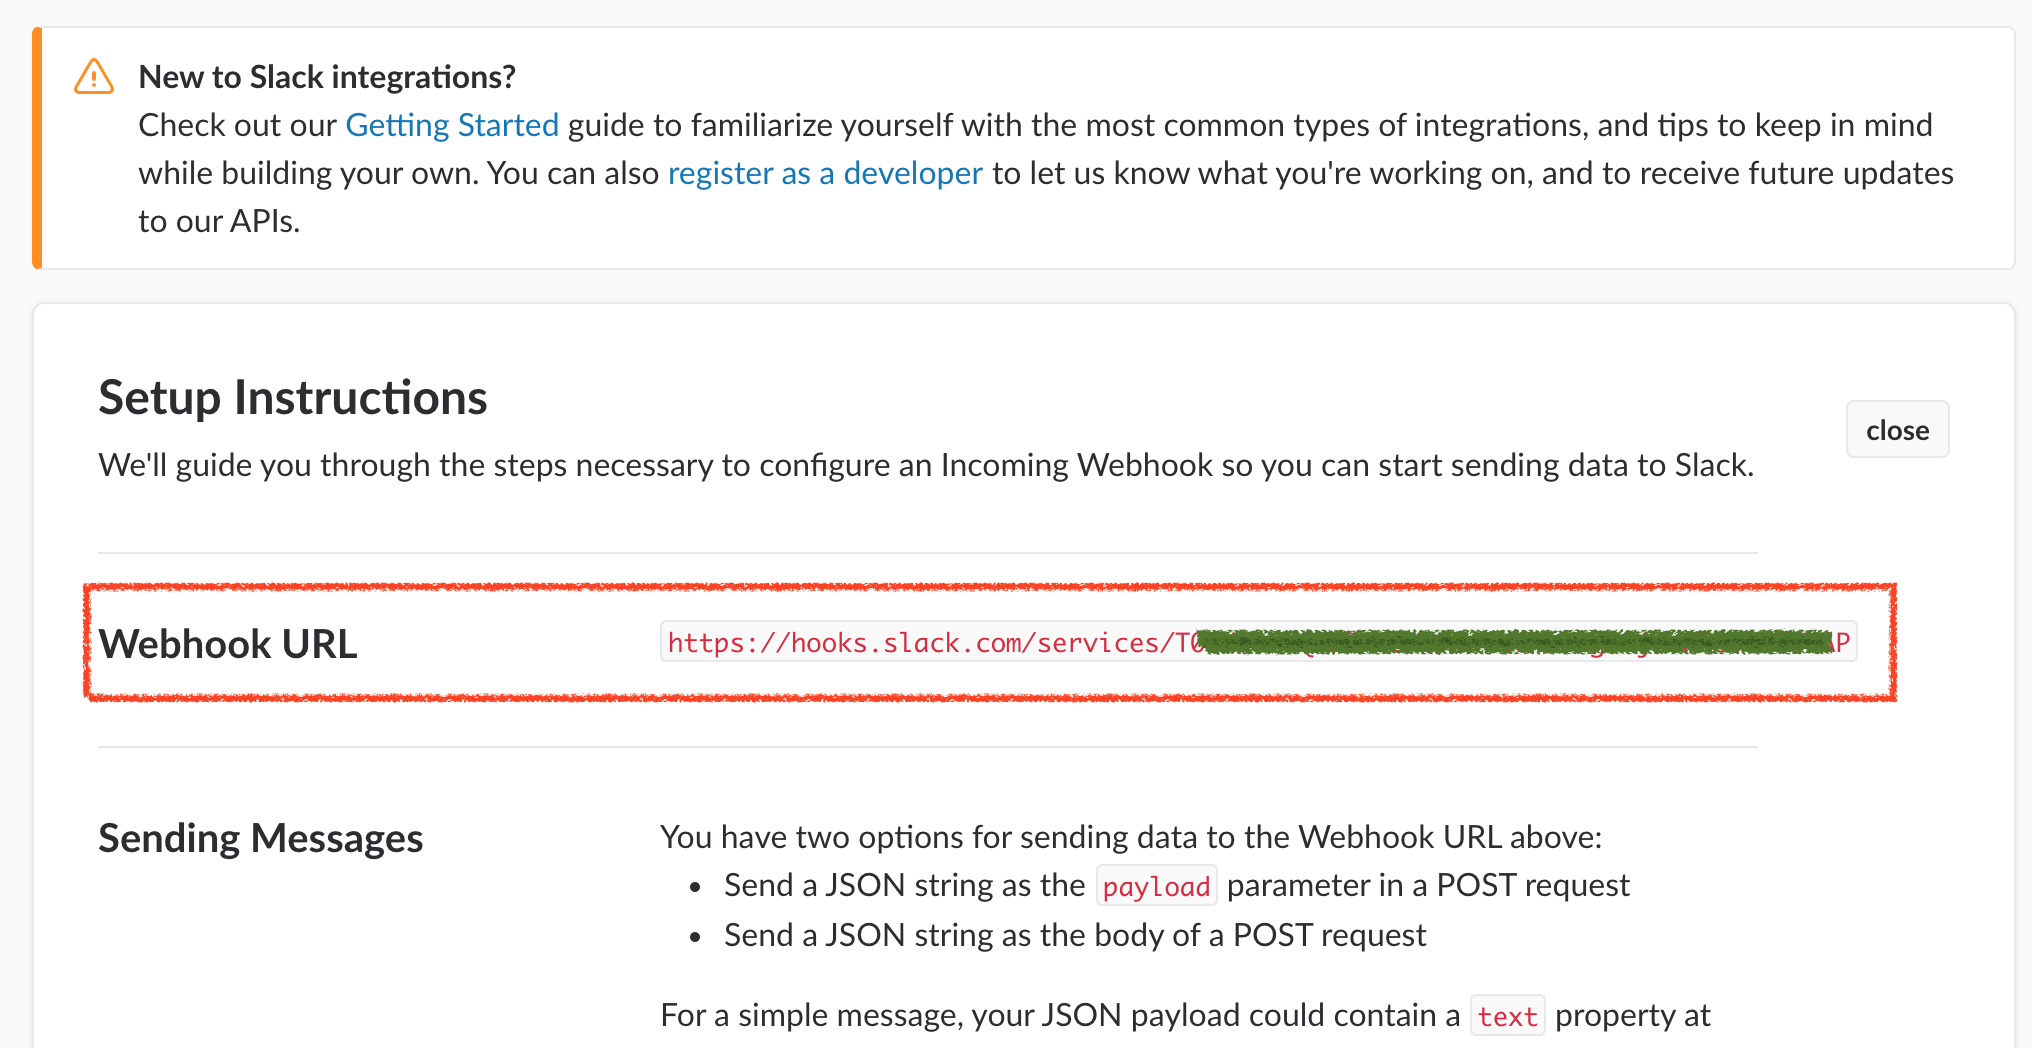 New to Slack integrations?
Check out our Getting Started guide to familiarize yourself with the most common types of integrations, and tips to keep in mind
while building your own. You can also register as a developer to let us know what you're working on, and to receive future updates
to our APIs.
Setup Instructions
close
We'll guide you through the steps necessary to configure an Incoming Webhook so you can start sending data to Slack.
Webhook URL
https://hooks.slack.com/services/T
Sending Messages
You have two options for sending data to the Webhook URL above:
• Send a JSON string as the payload parameter in a POST request
• Send a JSON string as the body of a POST request
For a simple message, your JSON payload could contain a text property at